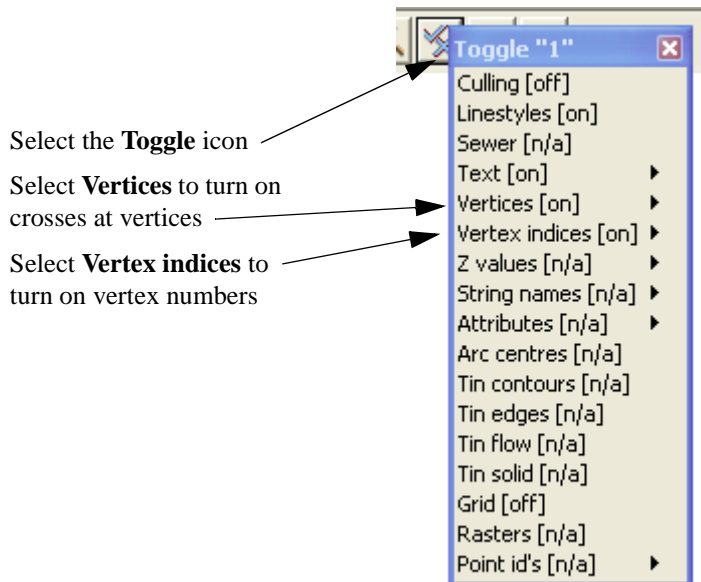 Toggle "1"
Culling [off]
Linestyles [on]
Select the Toggle icon
Sewer [n/a]
Text [on]
Select Vertices to turn on
crosses at vertices
Vertices [on]
Vertex indices [on]
Select Vertex indices to
turn on vertex numbers
Z values [n/a]
String names [n/a]
Attributes [n/a]
Arc centres [n/a]
Tin contours [n/a]
Tin edges [n/a]
Tin flow [n/a]
Tin solid [n/a]
Grid [off]
Rasters [n/a]
Point id's [n/a]